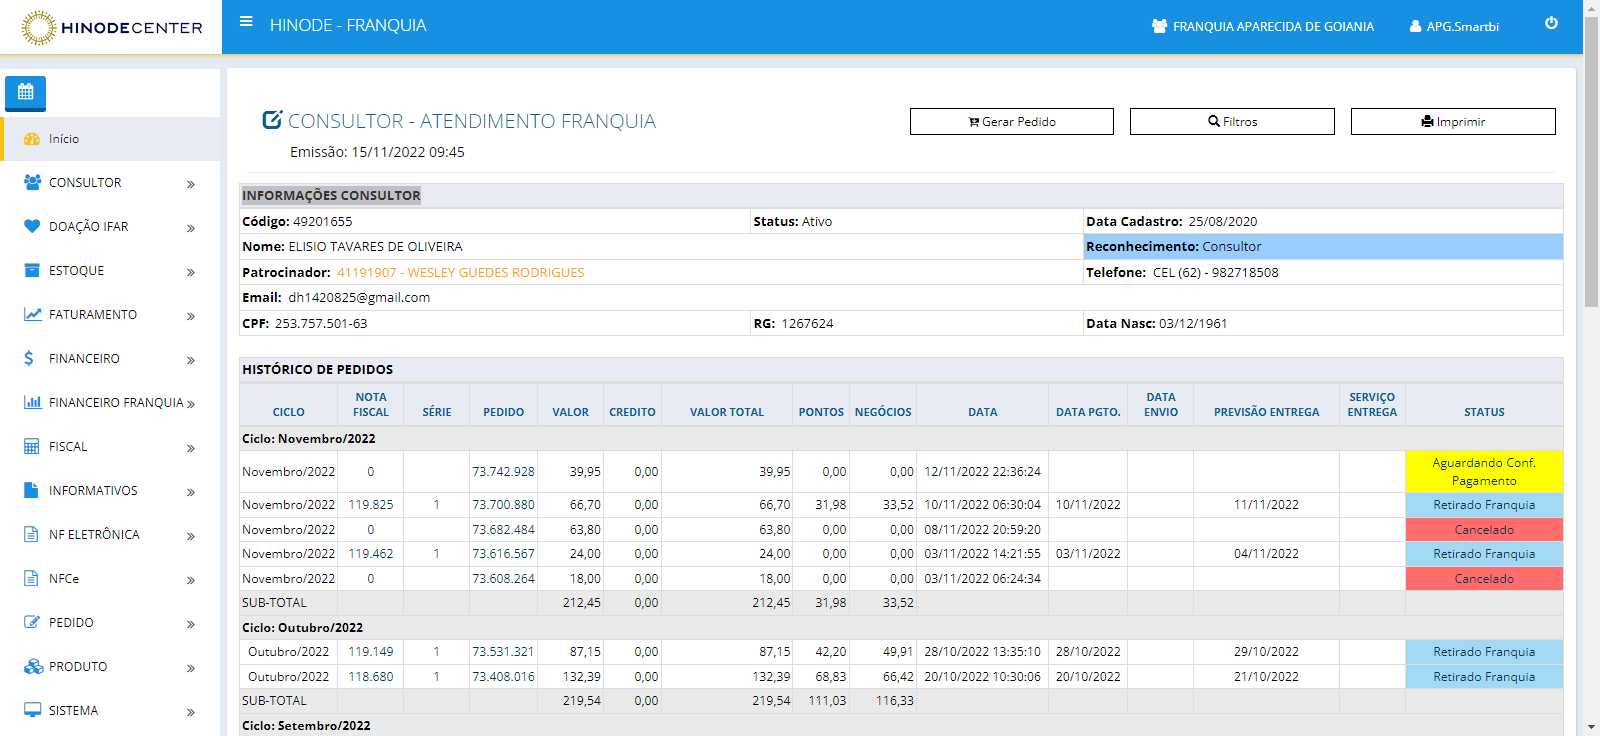 HINODECENTER
HINODE - FRANQUIA
FRANQUIA APARECIDA DE GOIANIA
APG.Smartbi
Início
CONSULTOR
DOAÇÃO IFAR
ESTOQUE
FATURAMENTO
FINANCEIRO
FINANCEIRO FRANQUIA
FISCAL
INFORMATIVOS
NF ELETRÔNICA
NFCe
PEDIDO
PRODUTO
SISTEMA
CONSULTOR - ATENDIMENTO FRANQUIA
Emissão: 15/11/2022 09:45
Gerar Pedido
Filtros
Imprimir
INFORMAÇÕES CONSULTOR
Código: 49201655 Status: Ativo Data Cadastro: 25/08/2020
Nome: ELISIO TAVARES DE OLIVEIRA Reconhecimento: Consultor
Patrocinador: 41191907 - WESLEY GUEDES RODRIGUES Telefone: CEL (62) - 982718508
Email: dh1420825@gmail.com
CPF: 253.757.501-63 RG: 1267624 Data Nasc: 03/12/1961
HISTÓRICO DE PEDIDOS
CICLO NOTA FISCAL SÉRIE PEDIDO VALOR CREDITO VALOR TOTAL PONTOS NEGÓCIOS DATA DATA PGTO. DATA ENVIO PREVISÃO ENTREGA SERVIÇO ENTREGA STATUS
Ciclo: Novembro/2022
Novembro/2022 0 73.742.928 39,95 0,00 39,95 0,00 0,00 12/11/2022 22:36:24 Aguardando Conf. Pagamento
Novembro/2022 119.825 1 73.700.880 66,70 0,00 66,70 31,98 33,52 10/11/2022 06:30:04 10/11/2022 11/11/2022 Retirado Franquia
Novembro/2022 0 73.682.484 63,80 0,00 63,80 0,00 0,00 08/11/2022 20:59:20 Cancelado
Novembro/2022 119.462 1 73.616.567 24,00 0,00 24,00 0,00 0,00 03/11/2022 14:21:55 03/11/2022 04/11/2022 Retirado Franquia
Novembro/2022 0 73.608.264 18,00 0,00 18,00 0,00 0,00 03/11/2022 06:24:34 Cancelado
SUB-TOTAL 212,45 0,00 212,45 31,98 33,52
Ciclo: Outubro/2022
Outubro/2022 119.149 1 73.531.321 87,15 0,00 87,15 42,20 49,91 28/10/2022 13:35:10 28/10/2022 29/10/2022 Retirado Franquia
Outubro/2022 118.680 1 73.408.016 132,39 0,00 132,39 68,83 66,42 20/10/2022 10:30:06 20/10/2022 21/10/2022 Retirado Franquia
SUB-TOTAL 219,54 0,00 219,54 111,03 116,33
Ciclo: Setembro/2022